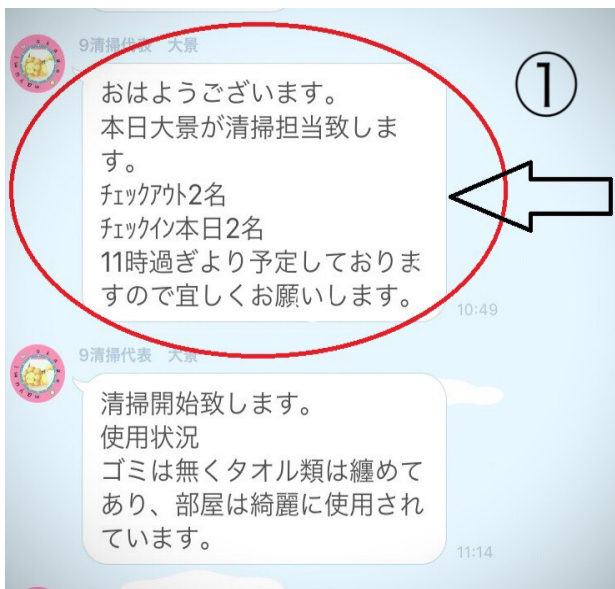 9清掃代表 大景
①
おはようございます。
本日大景が清掃担当致しま
す。
ﾁｪｯｸｱｳﾄ2名
ﾁｪｯｸｲﾝ本日2名
11時過ぎより予定しておりま
すので宜しくお願いします。
10:49
9清掃代表 大景
清掃開始致します。
使用状況
ゴミは無くタオル類は纏めて
あり、部屋は綺麗に使用され
ています。
11:14